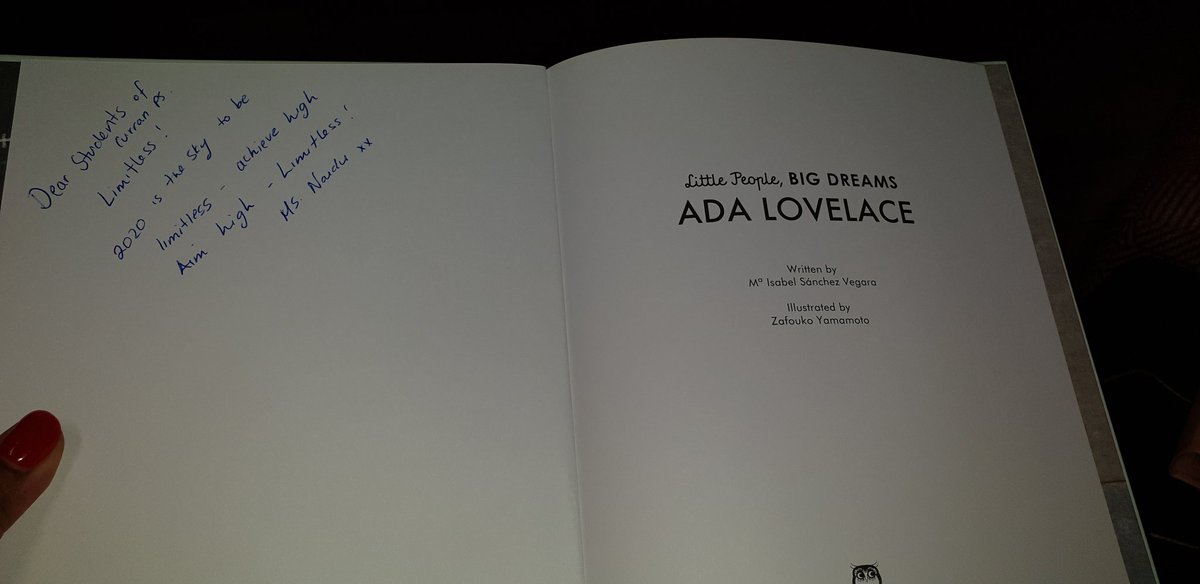 Dear Students of
Curran PS.
Limitless!
2020 is the sky to be
limitless - achieve high
Aim high - Limitless!
Ms. Naidu xx
Little People, BIG DREAMS
ADA LOVELACE
Written by
Mª Isabel Sánchez Vegara
Illustrated by
Zafouko Yamamoto